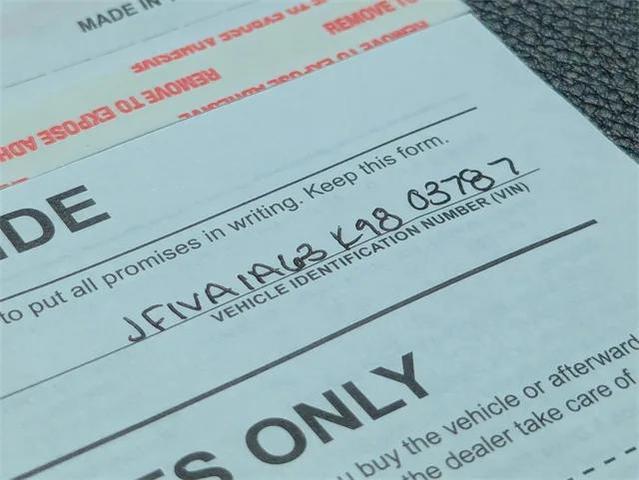 MADE IN
REMOVE TO
TO EXPOSE ADHESIVE
REMOVE TO EXPOSE ADHESIVE
REMOVE TO EXPOSE ADHESIVE
IDE
to put all promises in writing. Keep this form.
JF1VA1A63K9803787
VEHICLE IDENTIFICATION NUMBER (VIN)
ES ONLY
u buy the vehicle or afterward
the dealer take care of